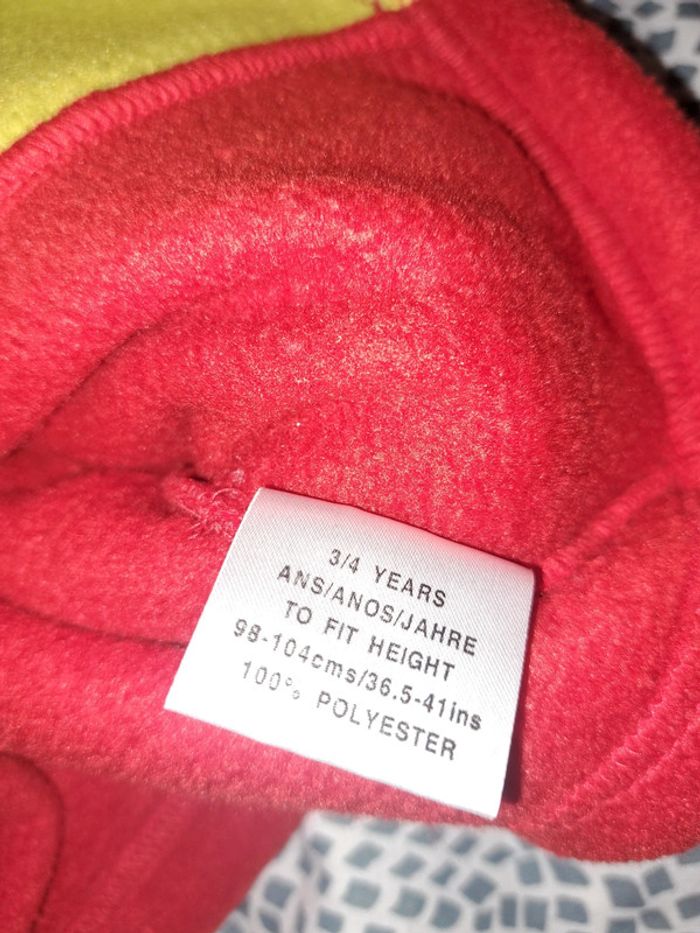 3/4 YEARS
ANS/ANOS/JAHRE
TO FIT HEIGHT
98-104cms/36.5-41ins
100% POLYESTER